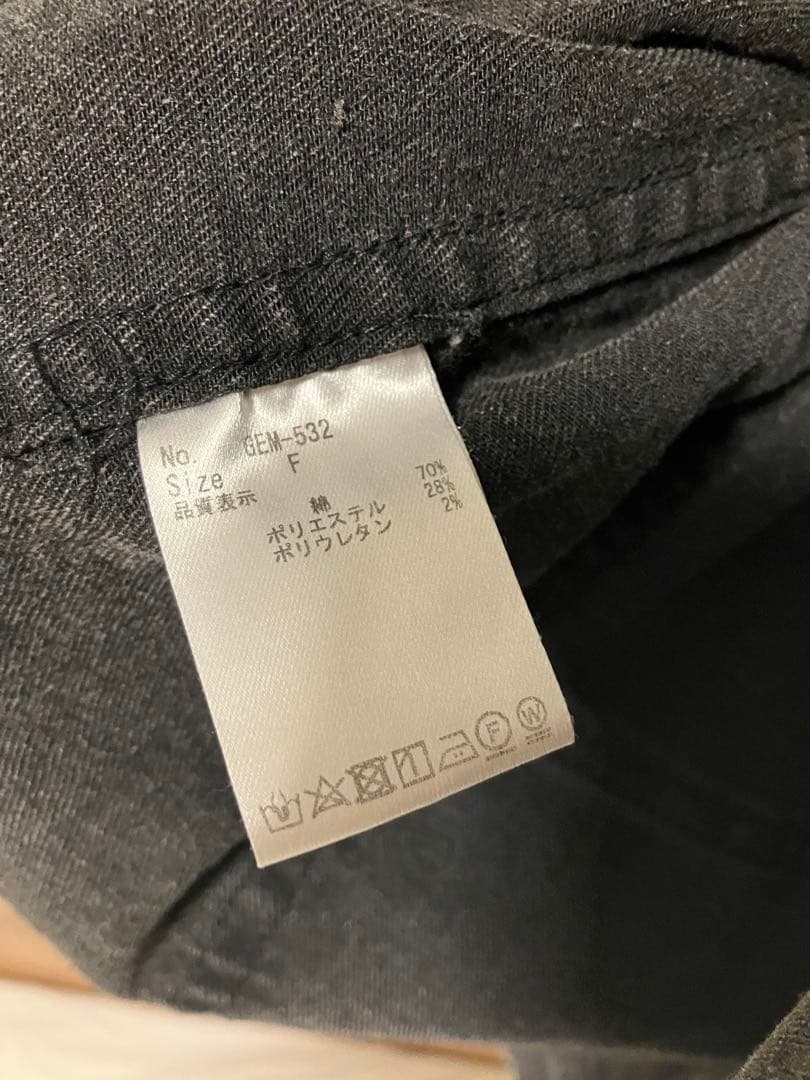 No. GEM-532
Size F
品質表示
綿 70%
ポリエステル 28%
ポリウレタン 2%
F
W